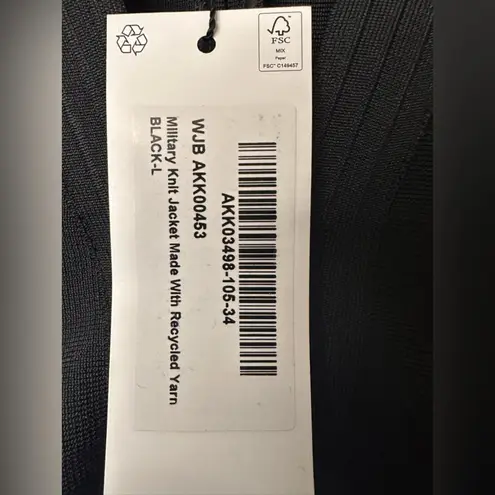 FSC
MIX
Paper
FSC® C149457
AKK03498-105-34
WJB AKK00453
Military Knit Jacket Made With Recycled Yarn
BLACK-L